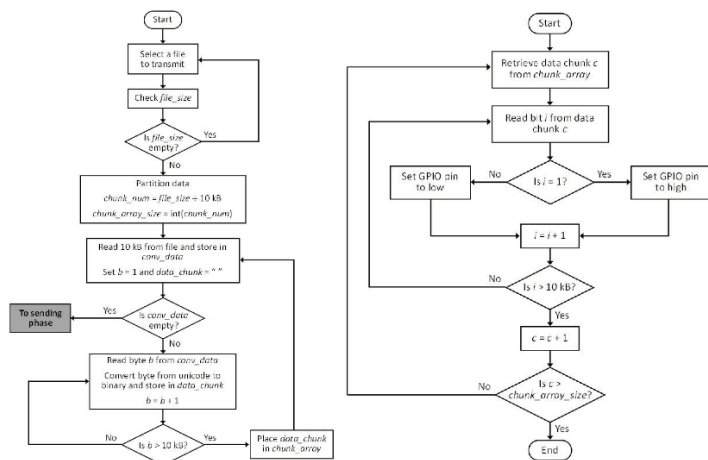 Start
Select a file
to transmit
Check file_size
Is file_size
empty?
Yes
No
Partition data
chunk_num = file_size ÷ 10 kB
chunk_array_size = int(chunk_num)
Read 10 kB from file and store in
conv_data
Set b = 1 and data_chunk = “ ”
Is conv_data
empty?
Yes
To sending
phase
No
Read byte b from conv_data
Convert byte from unicode to
binary and store in data_chunk
b = b + 1
Is b > 10 kB?
No
Yes
Place data_chunk
in chunk_array
Start
Retrieve data chunk c
from chunk_array
Read bit i from data
chunk c
Is i = 1?
No
Yes
Set GPIO pin
to low
Set GPIO pin
to high
i = i + 1
Is i > 10 kB?
No
Yes
c = c + 1
Is c >
chunk_array_size?
No
Yes
End